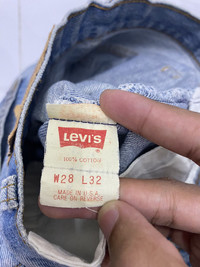 LEVI'S
100% COTTON
W28 L32
MADE IN U.S.A.
CARE ON REVERSE